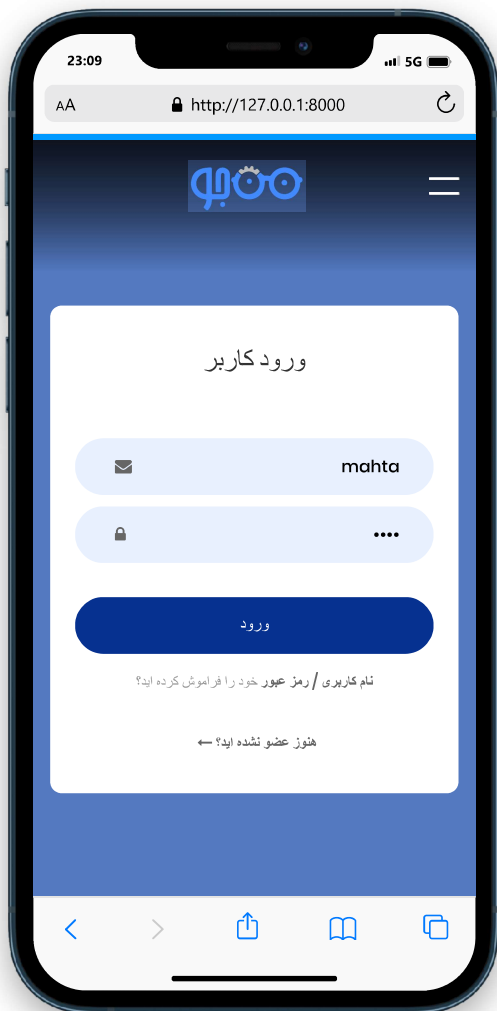 23:09
5G
AA http://127.0.0.1:8000
ورود کاربر
mahta
••••
ورود
نام کاربری / رمز عبور خود را فراموش کرده اید؟
هنوز عضو نشده اید؟ ←